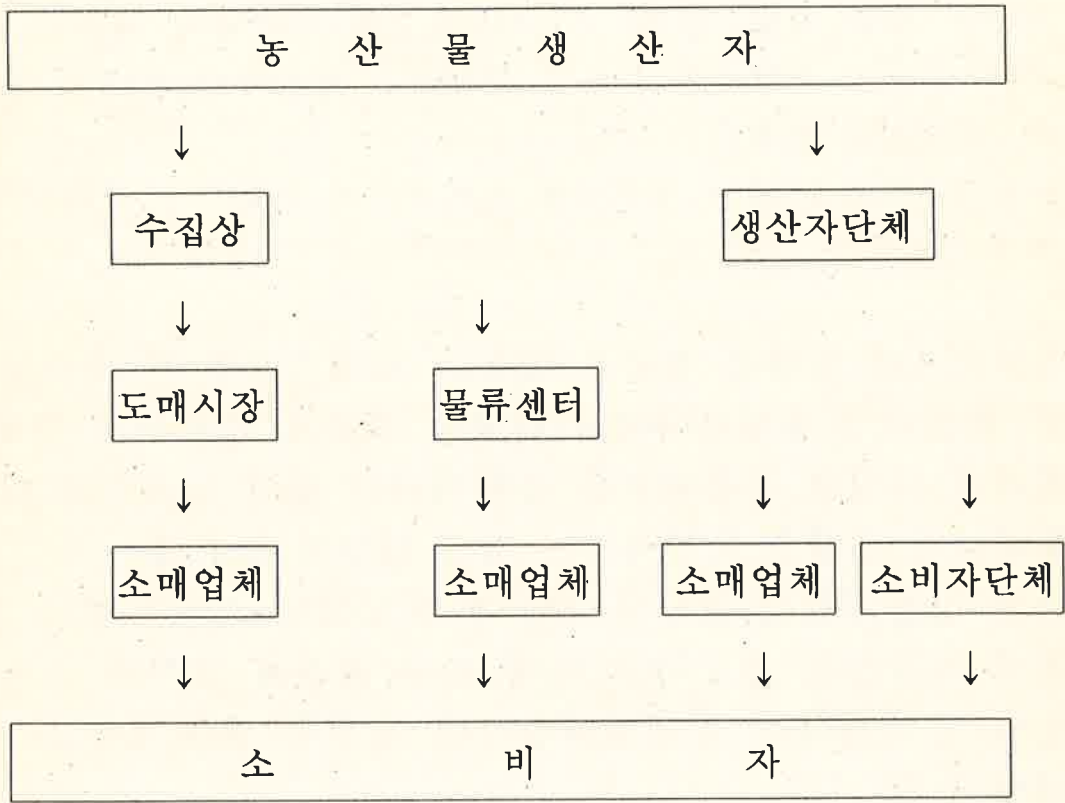 농 산 물 생 산 자
↓ ↓
수집상 생산자단체
↓ ↓
도매시장 물류센터
↓ ↓ ↓ ↓
소매업체 소매업체 소매업체 소비자단체
↓ ↓ ↓ ↓
소 비 자